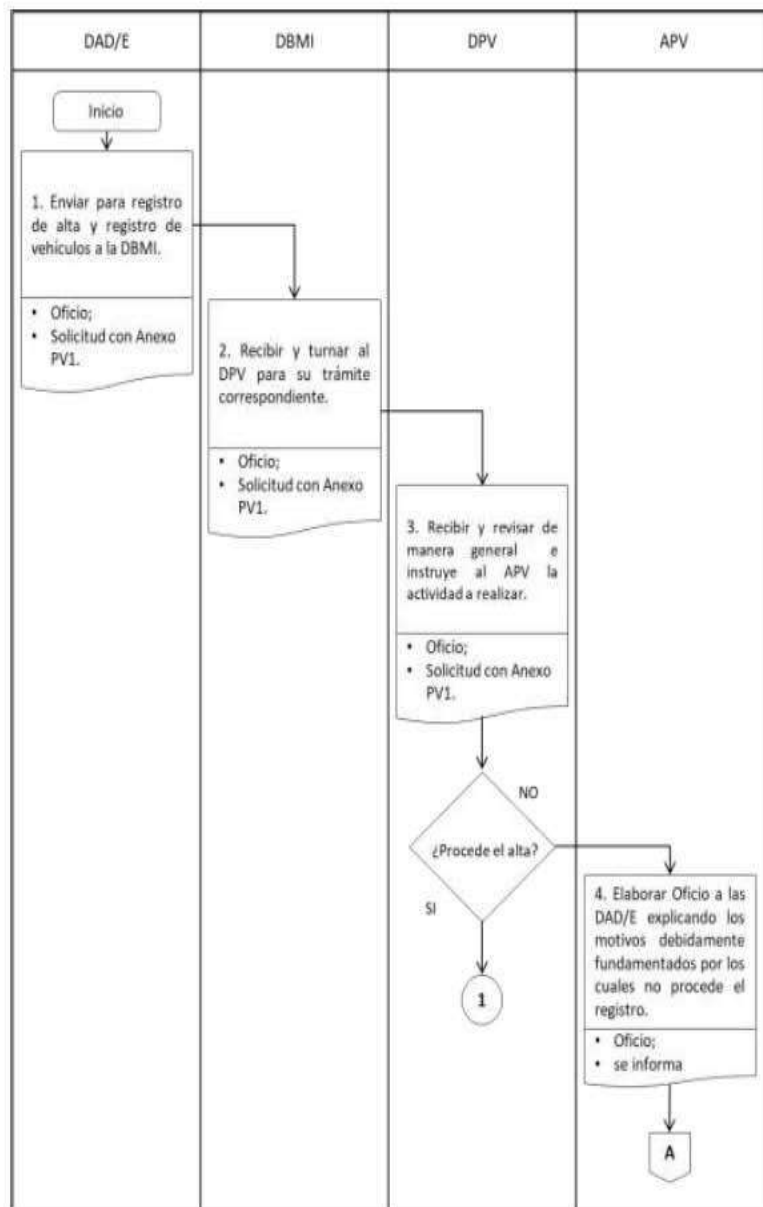 DAD/E
DBMI
DPV
APV
Inicio
1. Enviar para registro
de alta y registro de
vehículos a la DBMI.
• Oficio;
• Solicitud con Anexo
PV1.
2. Recibir y turnar al
DPV para su trámite
correspondiente.
• Oficio;
• Solicitud con Anexo
PV1.
3. Recibir y revisar de
manera general e
instruye al APV la
actividad a realizar.
• Oficio;
• Solicitud con Anexo
PV1.
¿Procede el alta?
NO
SI
1
4. Elaborar Oficio a las
DAD/E explicando los
motivos debidamente
fundamentados por los
cuales no procede el
registro.
• Oficio;
• se informa
A